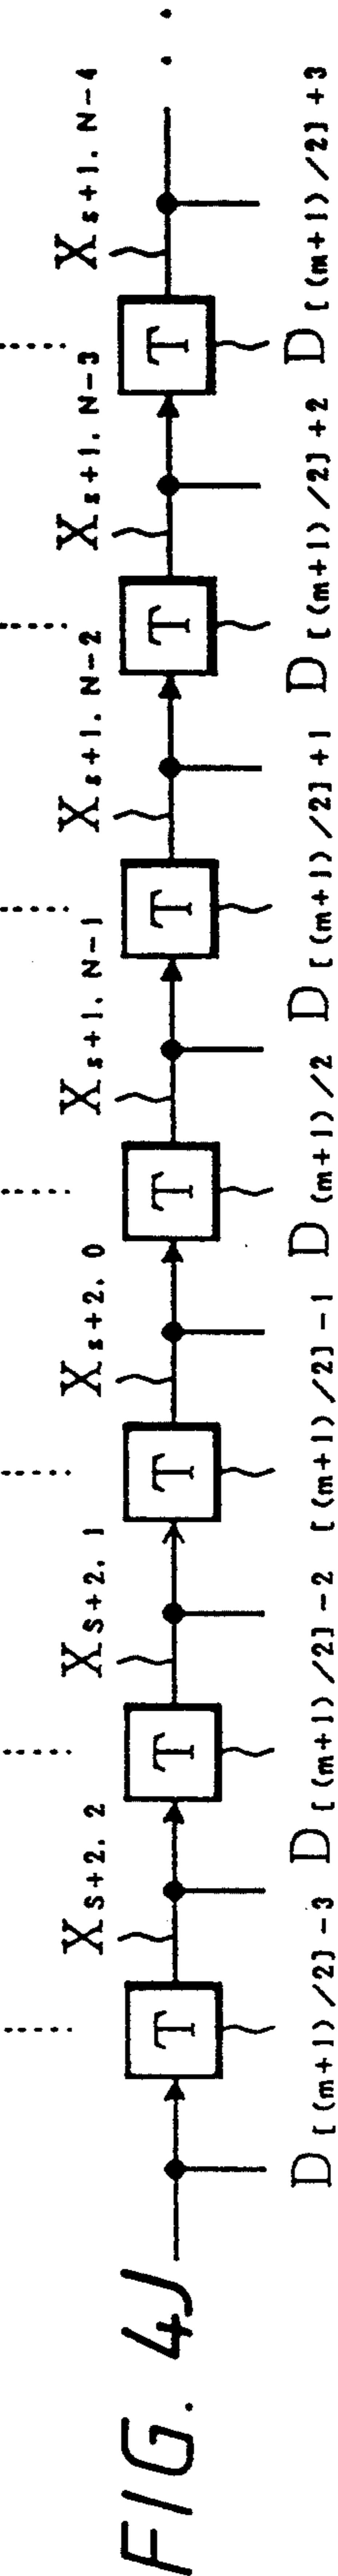 XS+2. 2 XS+2. 1 Xs+2. 0 Xs+1. N-1 Xs+1. N-2 Xs+1. N-3 Xs+1. N-4
FIG. 4J T T T T T T T
D[(m+1)/2]-3 D[(m+1)/2]-2 [(m+1)/2]-1 D(m+1)/2 D[(m+1)/2]+1 D[(m+1)/2]+2 D[(m+1)/2]+3